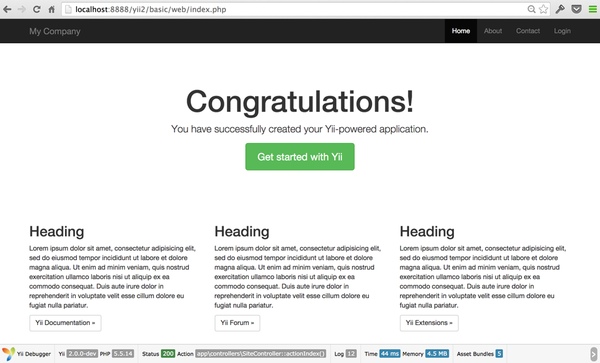 localhost:8888/yii2/basic/web/index.php
My Company
Home About Contact Login
Congratulations!
You have successfully created your Yii-powered application.
Get started with Yii
Heading
Lorem ipsum dolor sit amet, consectetur adipisicing elit,
sed do eiusmod tempor incididunt ut labore et dolore
magna aliqua. Ut enim ad minim veniam, quis nostrud
exercitation ullamco laboris nisi ut aliquip ex ea
commodo consequat. Duis aute irure dolor in
reprehenderit in voluptate velit esse cillum dolore eu
fugiat nulla pariatur.
Yii Documentation »
Heading
Lorem ipsum dolor sit amet, consectetur adipisicing elit,
sed do eiusmod tempor incididunt ut labore et dolore
magna aliqua. Ut enim ad minim veniam, quis nostrud
exercitation ullamco laboris nisi ut aliquip ex ea
commodo consequat. Duis aute irure dolor in
reprehenderit in voluptate velit esse cillum dolore eu
fugiat nulla pariatur.
Yii Forum »
Heading
Lorem ipsum dolor sit amet, consectetur adipisicing elit,
sed do eiusmod tempor incididunt ut labore et dolore
magna aliqua. Ut enim ad minim veniam, quis nostrud
exercitation ullamco laboris nisi ut aliquip ex ea
commodo consequat. Duis aute irure dolor in
reprehenderit in voluptate velit esse cillum dolore eu
fugiat nulla pariatur.
Yii Extensions »
Yii Debugger Yii 2.0.0-dev PHP 5.5.14 Status 200 Action app\controllers\SiteController::actionIndex() Log 12 Time 44 ms Memory 4.5 MB Asset Bundles 5